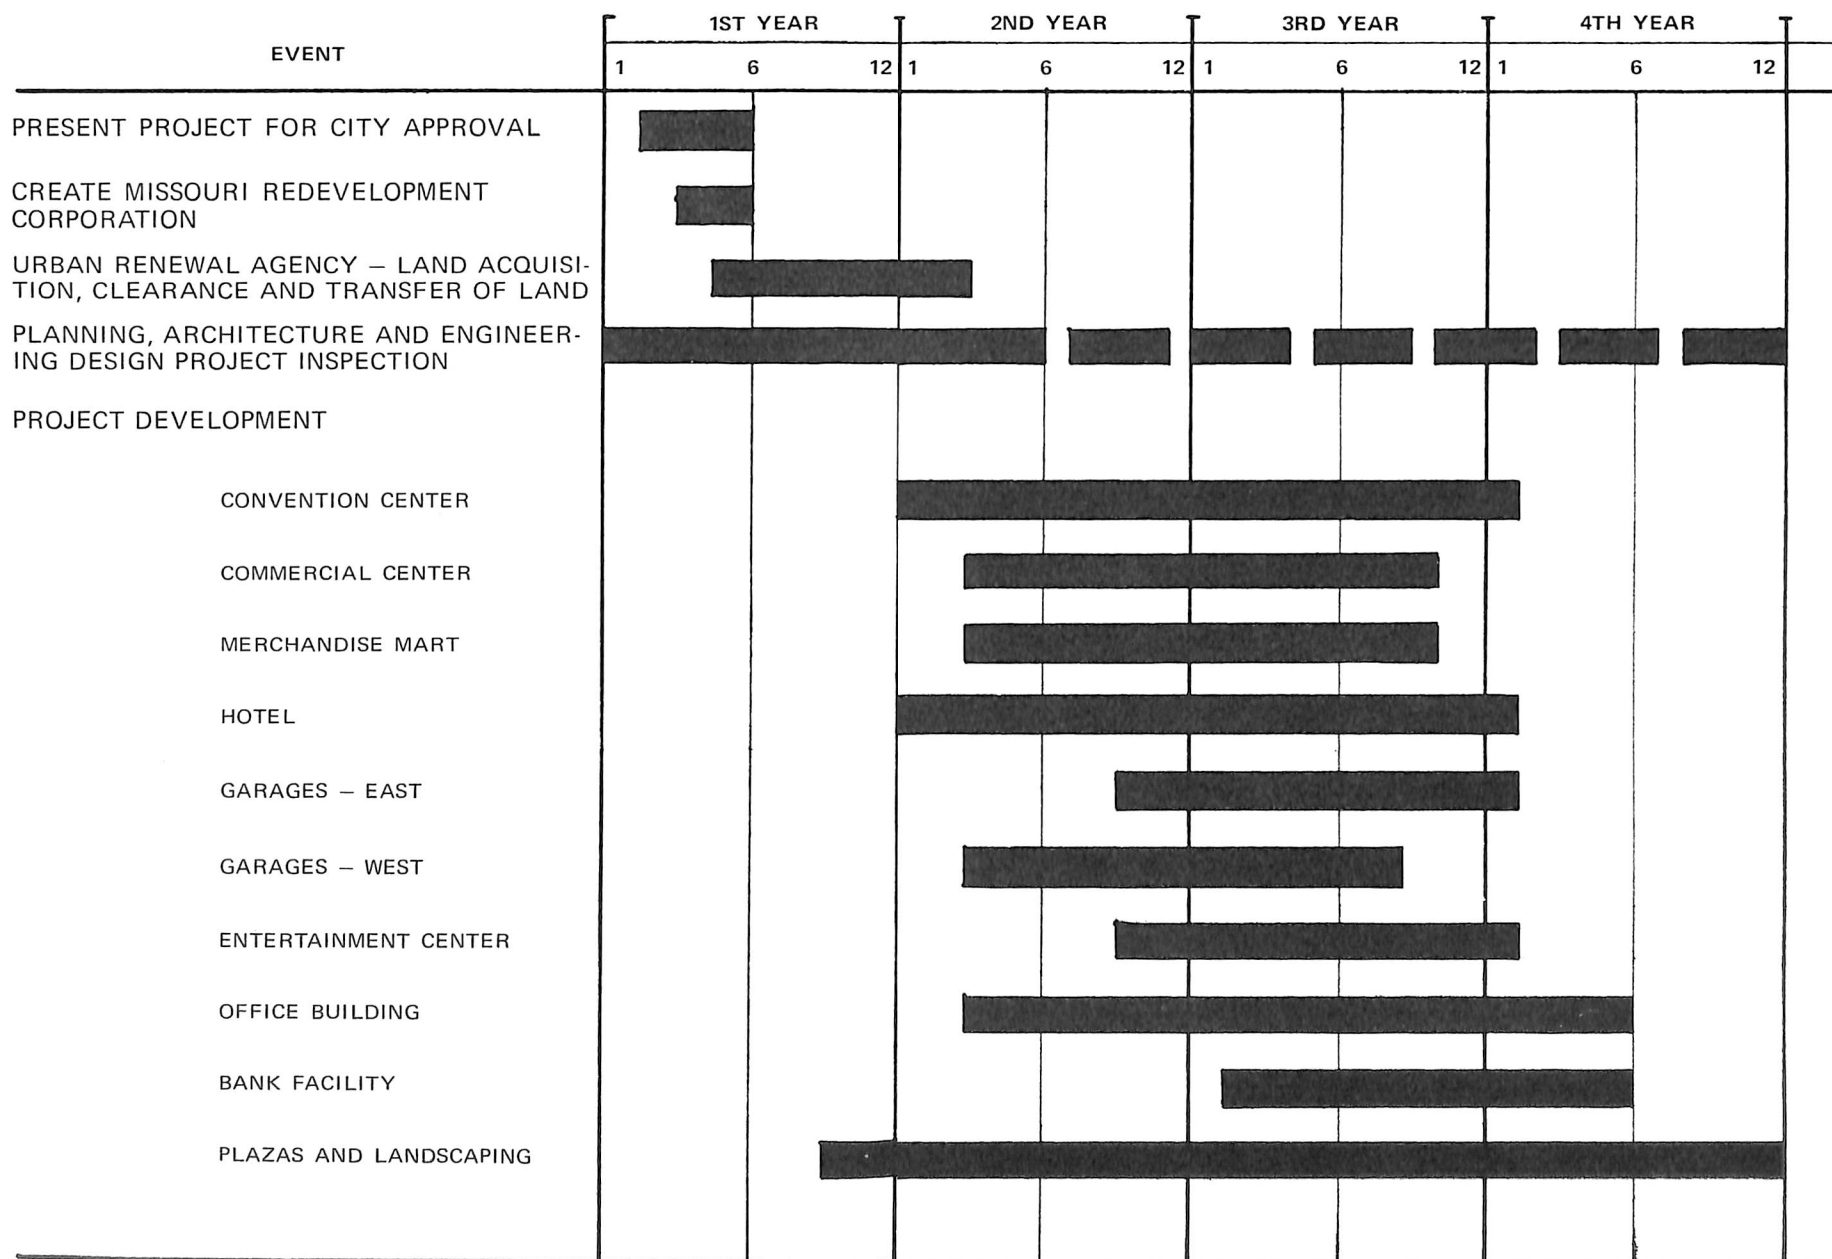 1ST YEAR 2ND YEAR 3RD YEAR 4TH YEAR
EVENT
1 6 12 1 6 12 1 6 12 1 6 12
PRESENT PROJECT FOR CITY APPROVAL
CREATE MISSOURI REDEVELOPMENT
CORPORATION
URBAN RENEWAL AGENCY – LAND ACQUISI-
TION, CLEARANCE AND TRANSFER OF LAND
PLANNING, ARCHITECTURE AND ENGINEER-
ING DESIGN PROJECT INSPECTION
PROJECT DEVELOPMENT
CONVENTION CENTER
COMMERCIAL CENTER
MERCHANDISE MART
HOTEL
GARAGES – EAST
GARAGES – WEST
ENTERTAINMENT CENTER
OFFICE BUILDING
BANK FACILITY
PLAZAS AND LANDSCAPING